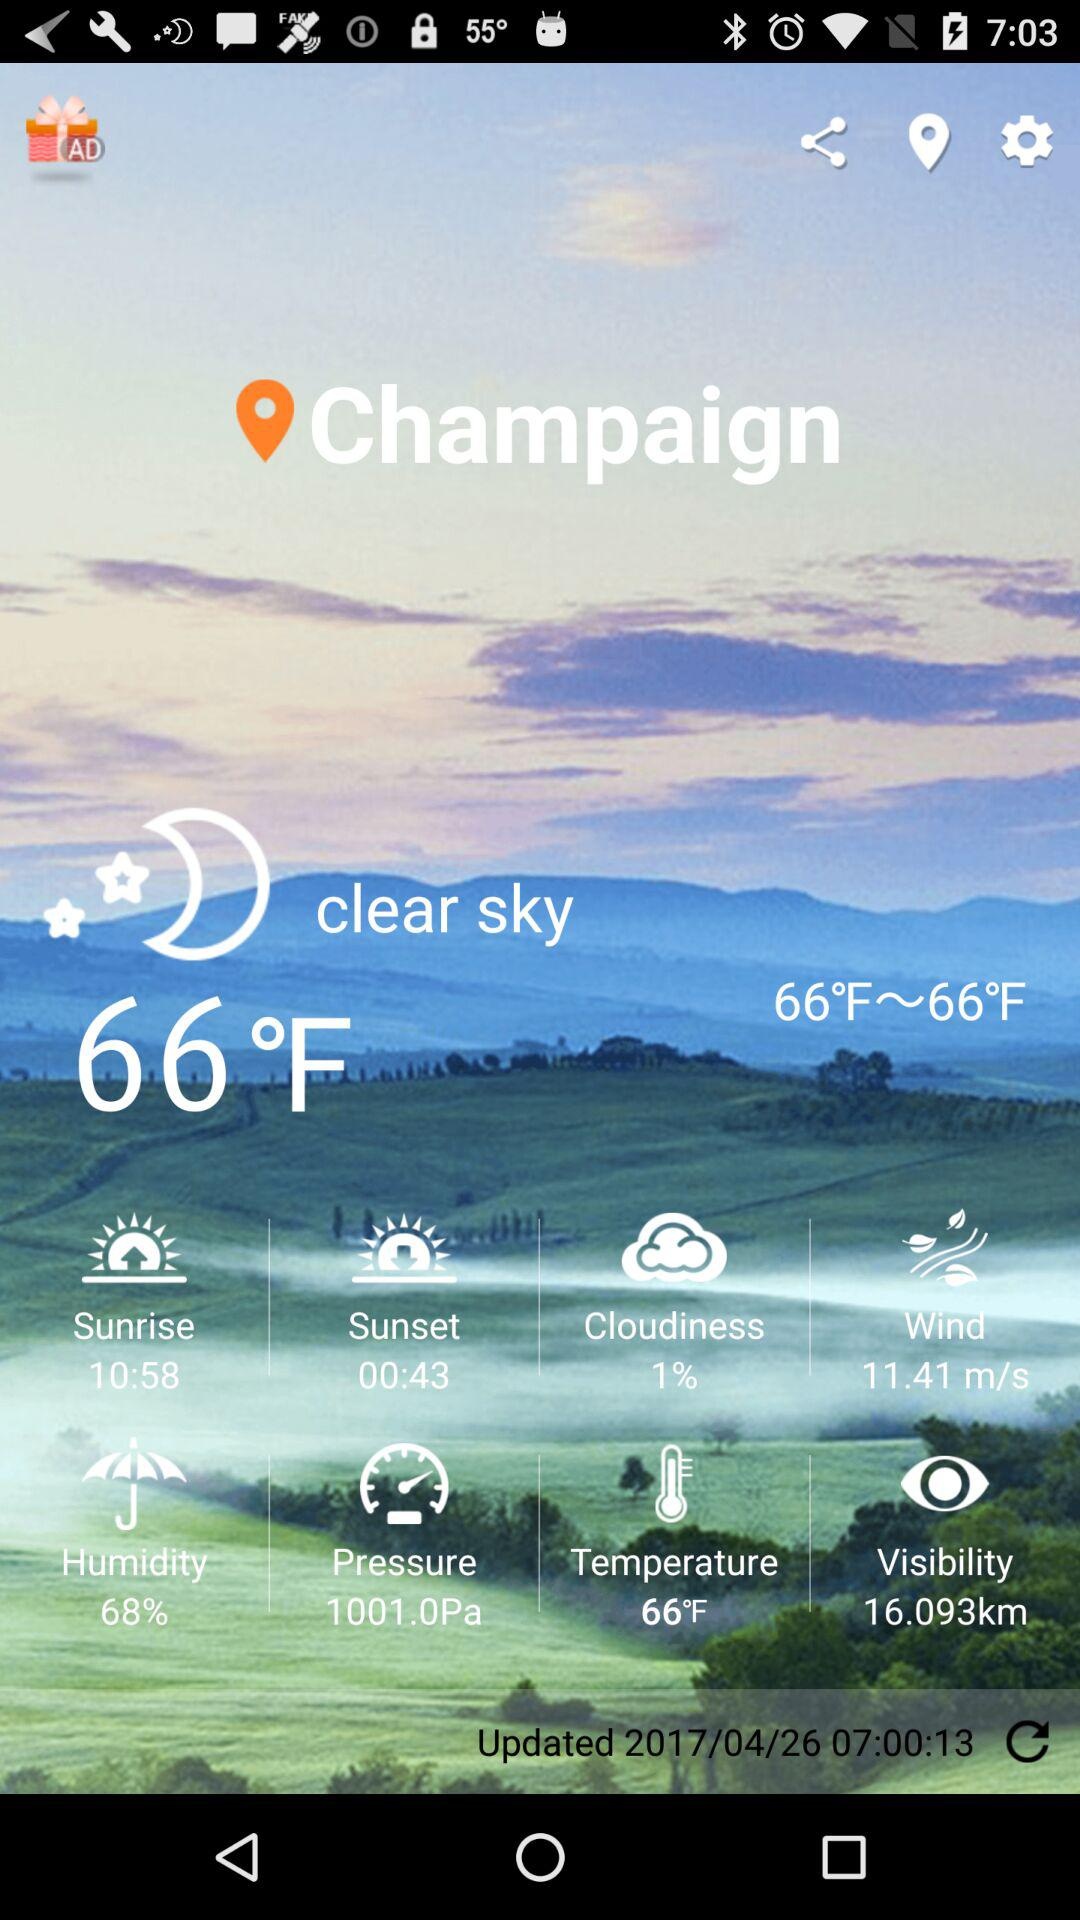 FAKE 55° 7:03
AD
Champaign
clear sky
66°F~66°F
66°F
Sunrise Sunset Cloudiness Wind
10:58 00:43 1% 11.41 m/s
Humidity Pressure Temperature Visibility
68% 1001.0Pa 66°F 16.093km
Updated 2017/04/26 07:00:13